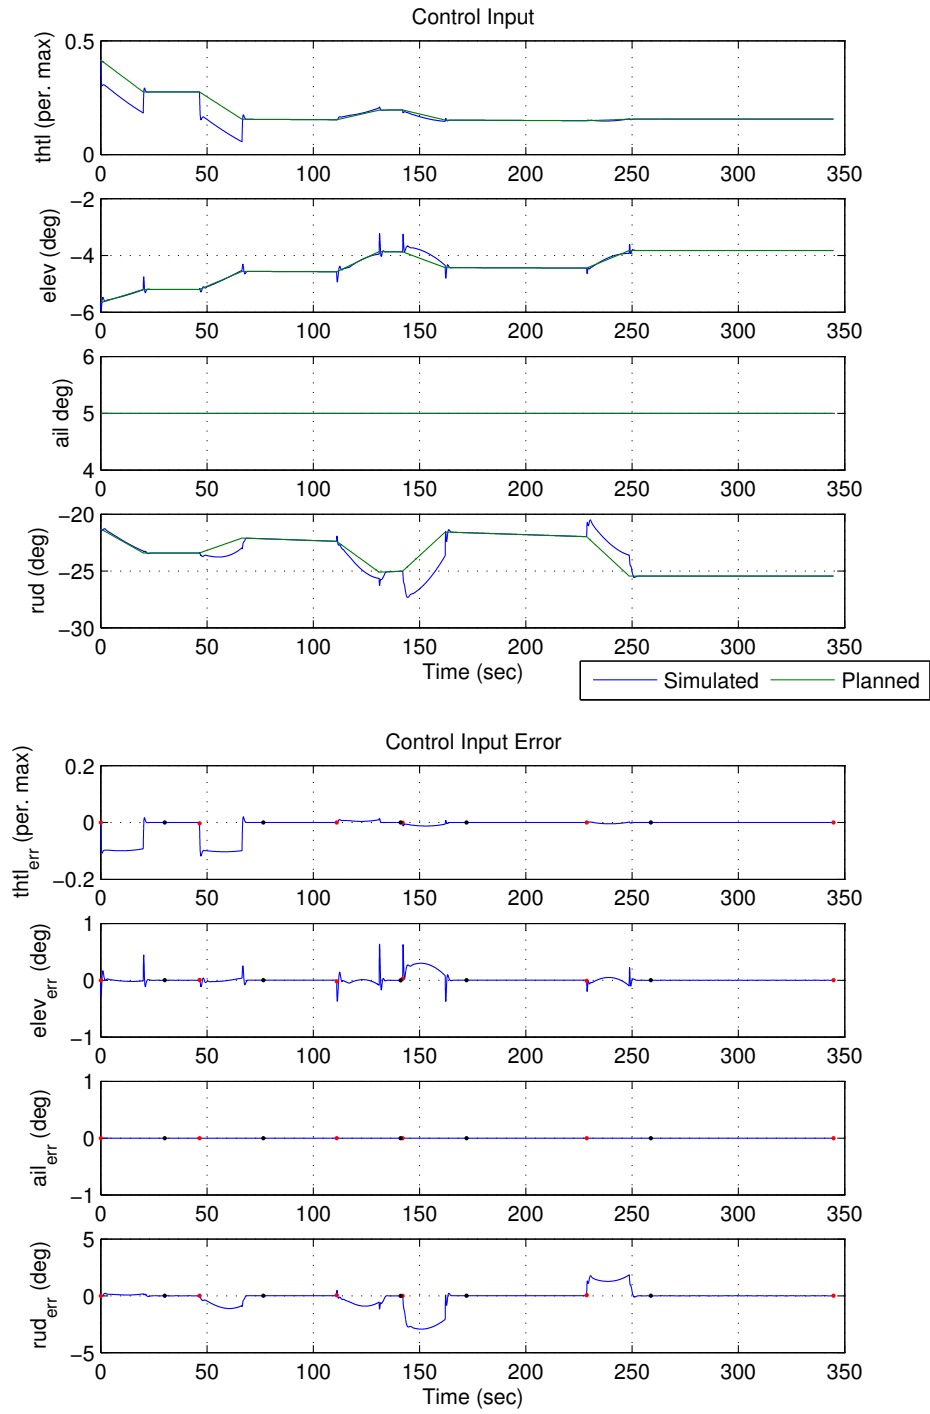 Control Input
thtl (per. max)
0.5
0
0 50 100 150 200 250 300 350
elev (deg)
−2
−4
−6
0 50 100 150 200 250 300 350
ail deg)
6
5
4
0 50 100 150 200 250 300 350
rud (deg)
−20
−25
−30
0 50 100 150 200 250 300 350
Time (sec)
Simulated Planned
Control Input Error
thtl_err (per. max)
0.2
0
−0.2
0 50 100 150 200 250 300 350
elev_err (deg)
1
0
−1
0 50 100 150 200 250 300 350
ail_err (deg)
1
0
−1
0 50 100 150 200 250 300 350
rud_err (deg)
5
0
−5
0 50 100 150 200 250 300 350
Time (sec)